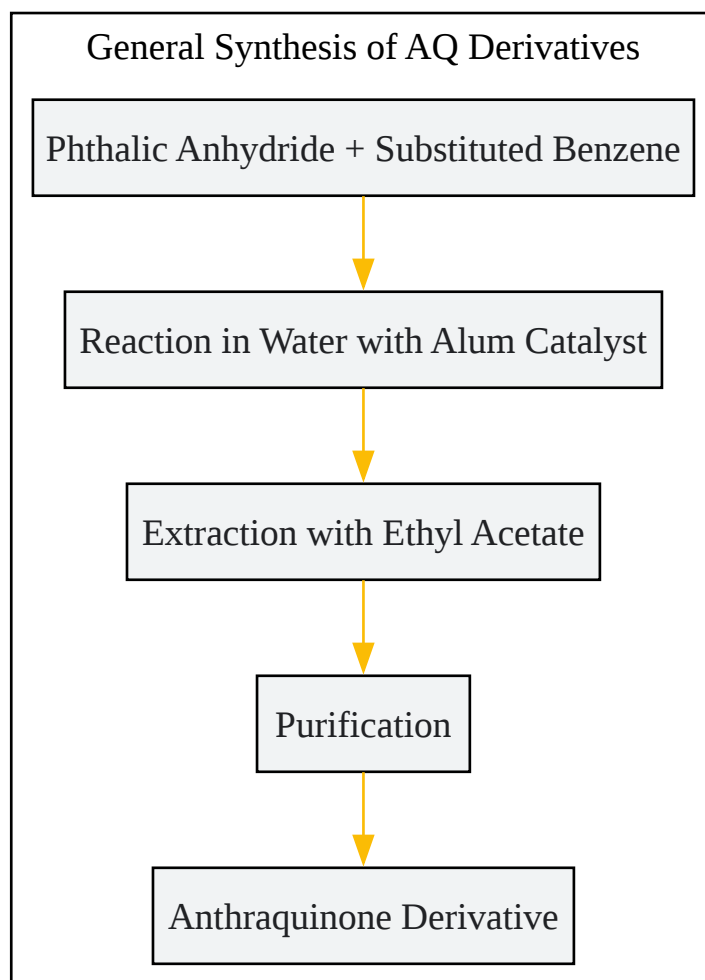 General Synthesis of AQ Derivatives
Phthalic Anhydride + Substituted Benzene
Reaction in Water with Alum Catalyst
Extraction with Ethyl Acetate
Purification
Anthraquinone Derivative